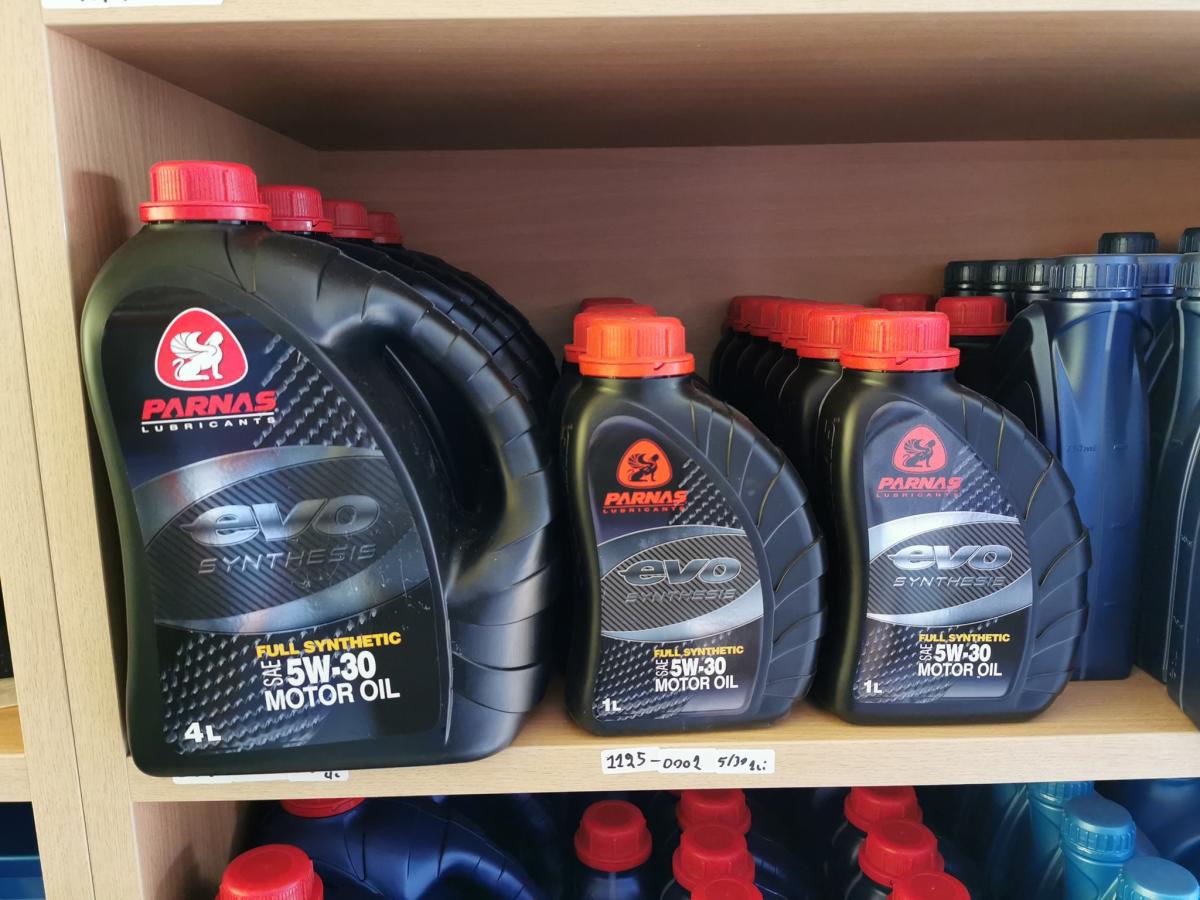 PARNAS
LUBRICANTS
evo
SYNTHESIS
FULL SYNTHETIC
SAE 5W-30
MOTOR OIL
4L
PARNAS
LUBRICANTS
evo
SYNTHESIS
FULL SYNTHETIC
SAE 5W-30
MOTOR OIL
1L
PARNAS
LUBRICANTS
evo
SYNTHESIS
FULL SYNTHETIC
SAE 5W-30
MOTOR OIL
1L
1125-0002 5/30